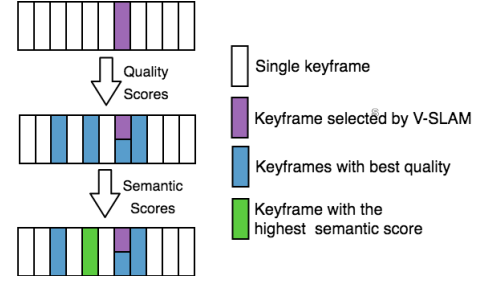 Quality
Scores
Semantic
Scores
Single keyframe
Keyframe selected by V-SLAM
Keyframes with best quality
Keyframe with the
highest semantic score